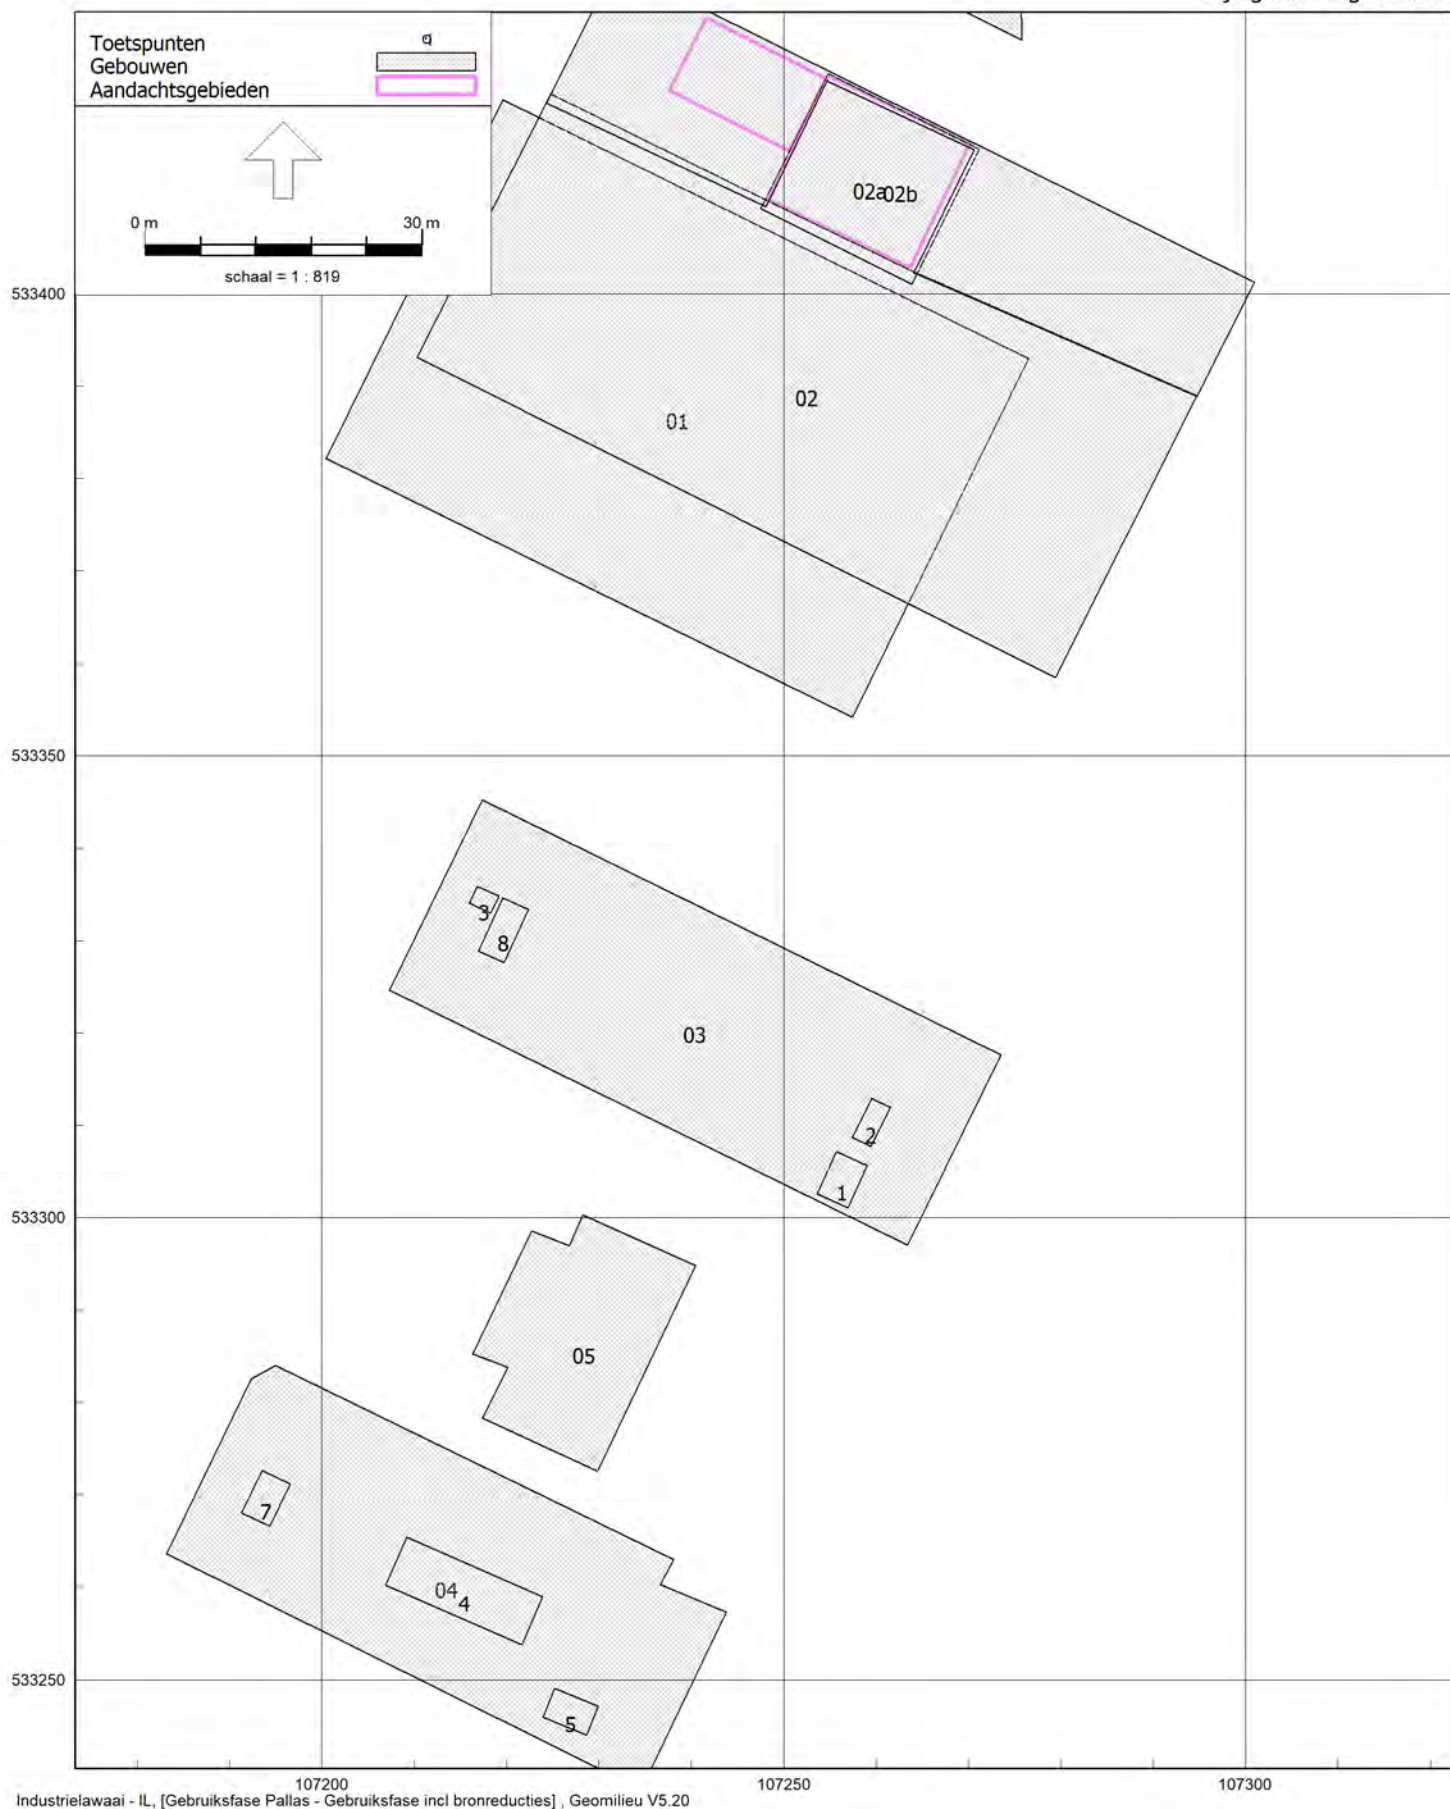 Toetspunten
Gebouwen
Aandachtsgebieden
0 m 30 m
schaal = 1 : 819
02a 02b
533400
02
01
533350
3
8
03
2
1
533300
05
7
04
4
533250
5
107200 107250 107300
Industrielawaai - IL, [Gebruiksfase Pallas - Gebruiksfase incl bronreducties] , Geomilieu V5.20